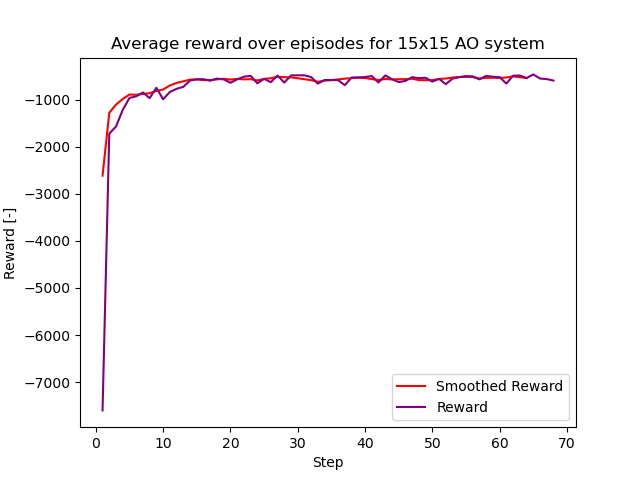 Average reward over episodes for 15x15 AO system
Reward [-]
−1000
−2000
−3000
−4000
−5000
−6000
−7000
Smoothed Reward
Reward
0 10 20 30 40 50 60 70
Step